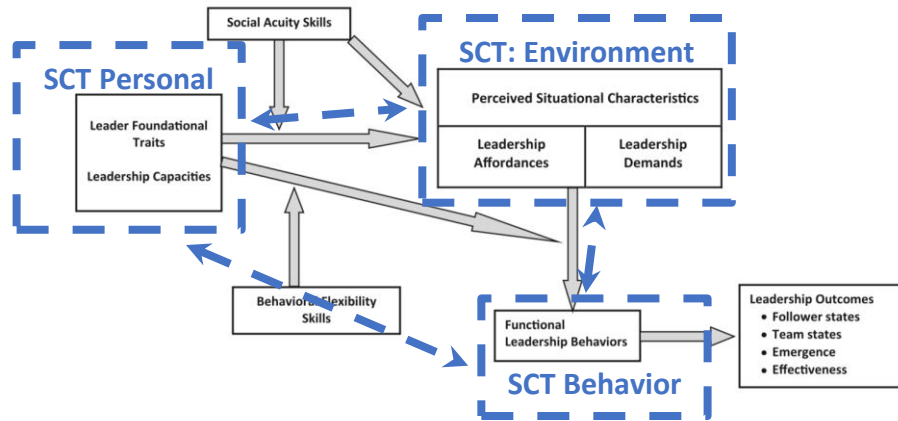 Social Acuity Skills
SCT Personal
SCT: Environment
Leader Foundational
Traits
Leadership Capacities
Perceived Situational Characteristics
Leadership
Affordances
Leadership
Demands
Behavioral Flexibility
Skills
Functional
Leadership Behaviors
SCT Behavior
Leadership Outcomes
• Follower states
• Team states
• Emergence
• Effectiveness